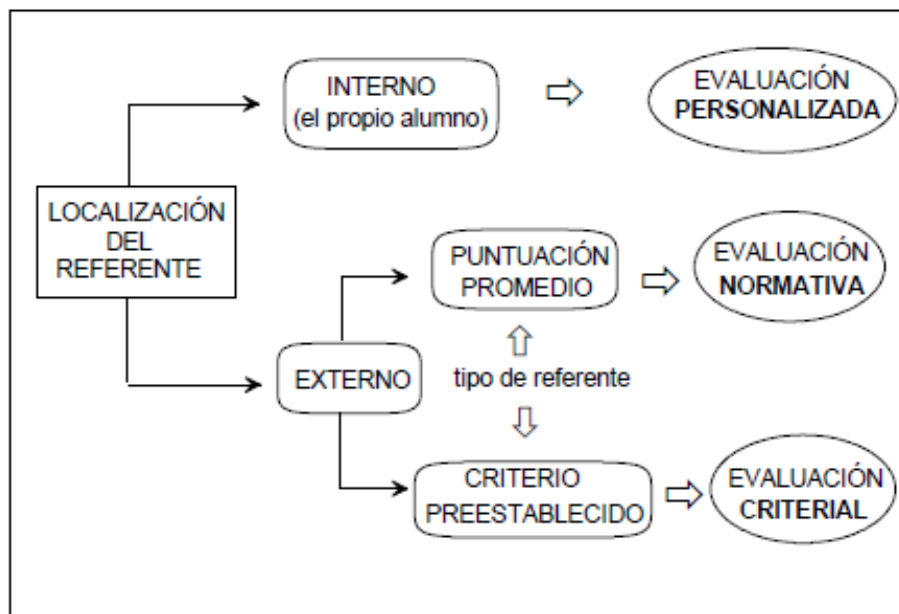 INTERNO
(el propio alumno)
EVALUACIÓN
PERSONALIZADA
LOCALIZACIÓN
DEL
REFERENTE
PUNTUACIÓN
PROMEDIO
EVALUACIÓN
NORMATIVA
EXTERNO
tipo de referente
CRITERIO
PREESTABLECIDO
EVALUACIÓN
CRITERIAL